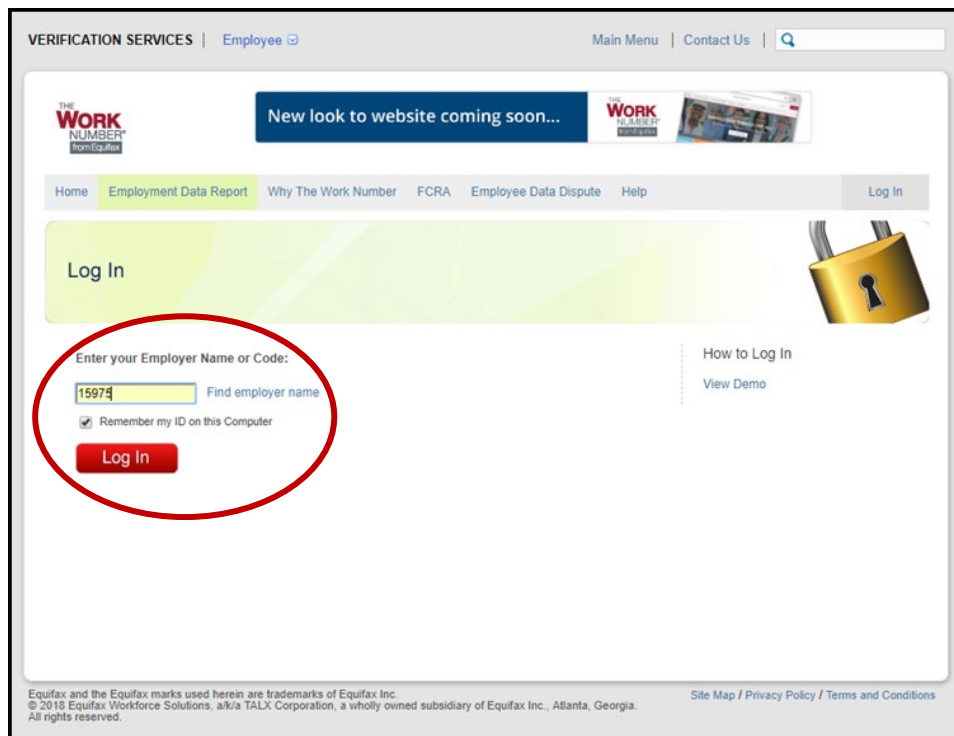 VERIFICATION SERVICES | Employee
Main Menu | Contact Us |
THE
WORK
NUMBER®
from Equifax
New look to website coming soon...
THE
WORK
NUMBER®
from Equifax
Home Employment Data Report Why The Work Number FCRA Employee Data Dispute Help Log In
Log In
Enter your Employer Name or Code:
15975 Find employer name
Remember my ID on this Computer
Log In
How to Log In
View Demo
Equifax and the Equifax marks used herein are trademarks of Equifax Inc.
© 2018 Equifax Workforce Solutions, a/k/a TALX Corporation, a wholly owned subsidiary of Equifax Inc., Atlanta, Georgia.
All rights reserved.
Site Map / Privacy Policy / Terms and Conditions